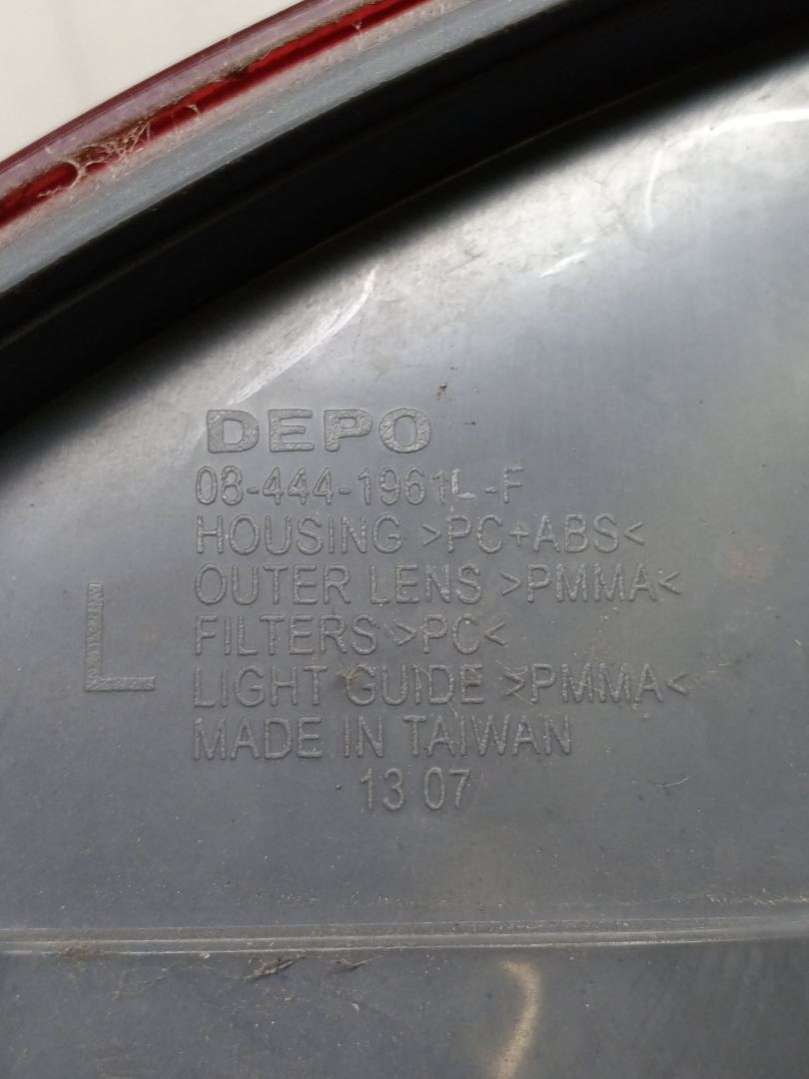 DEPO
08-444-1961L-F
HOUSING >PC+ABS<
OUTER LENS >PMMA<
FILTERS >PC<
L
LIGHT GUIDE >PMMA<
MADE IN TAIWAN
13 07